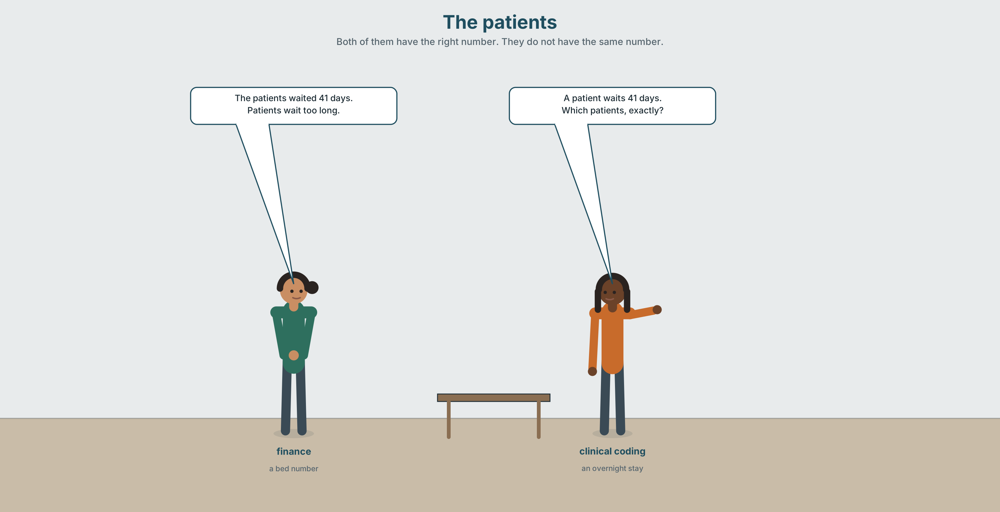 The patients
Both of them have the right number. They do not have the same number.
The patients waited 41 days.
Patients wait too long.
A patient waits 41 days.
Which patients, exactly?
finance
a bed number
clinical coding
an overnight stay